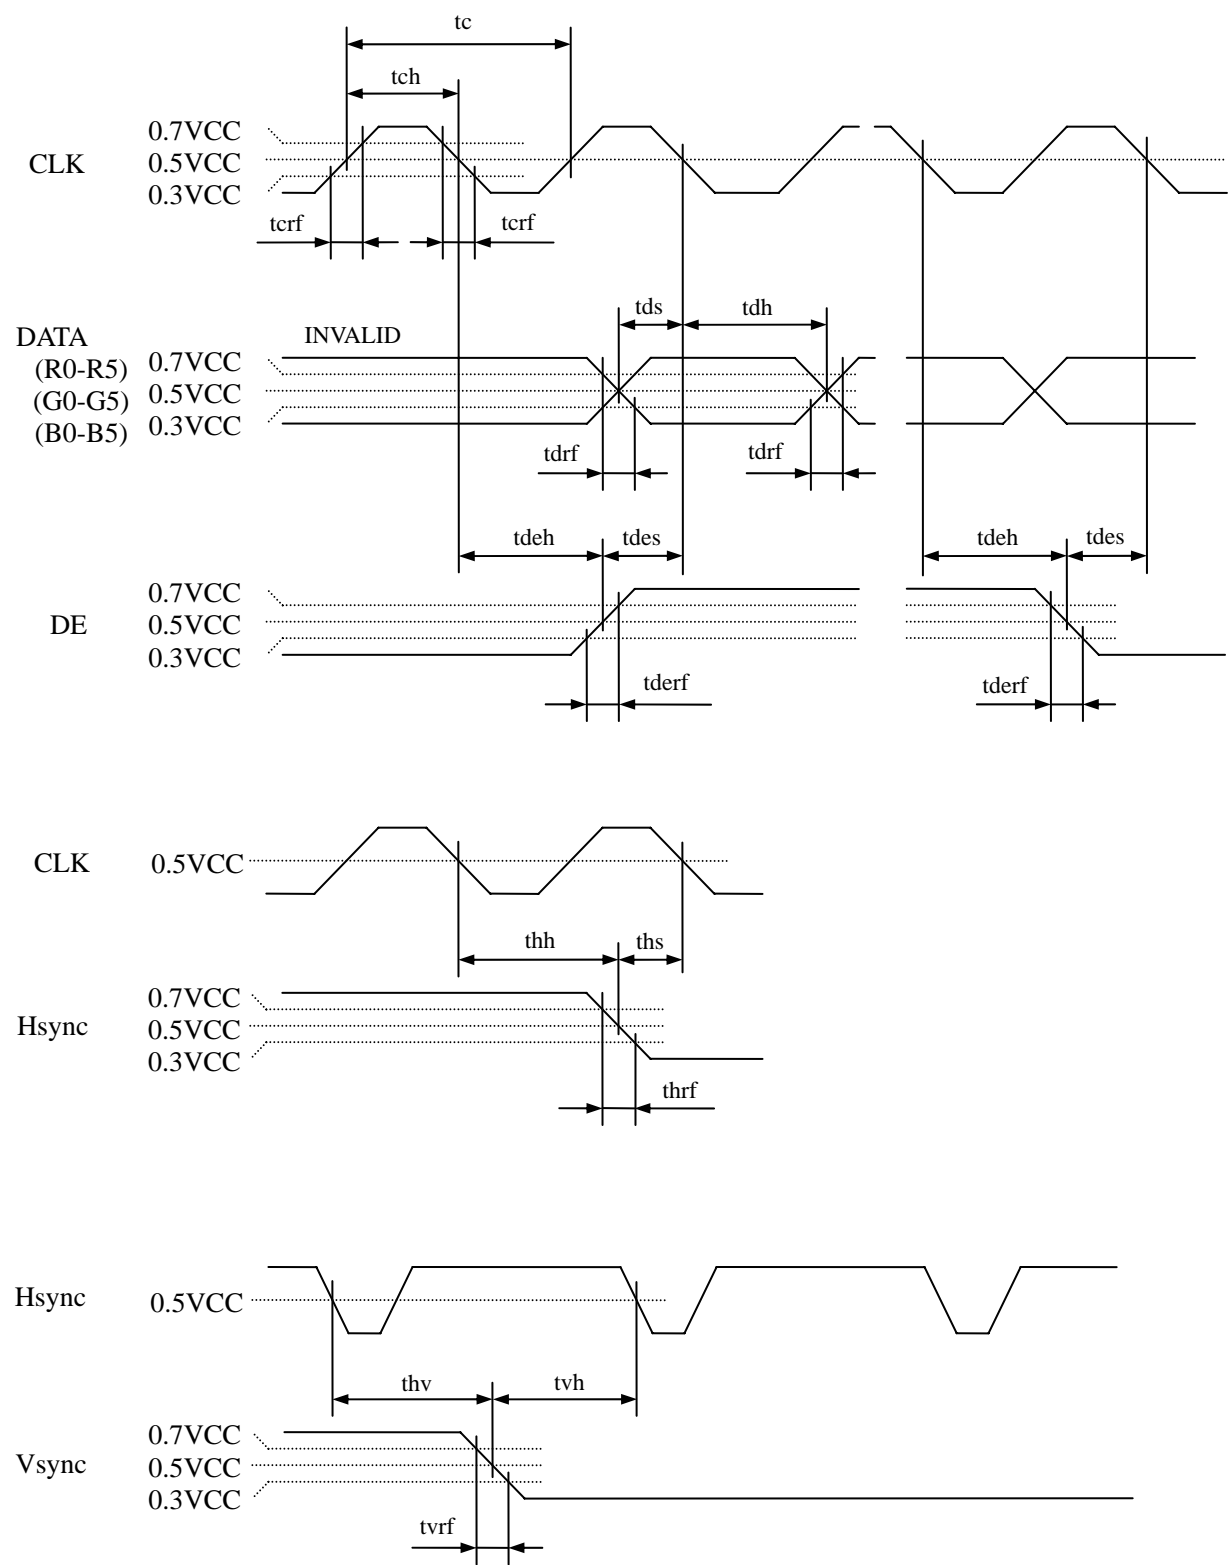 tc
tch
0.7VCC
CLK 0.5VCC
0.3VCC
tcrf tcrf
tds tdh
DATA INVALID
(R0-R5) 0.7VCC
(G0-G5) 0.5VCC
(B0-B5) 0.3VCC
tdrf tdrf
tdeh tdes tdeh tdes
0.7VCC
DE 0.5VCC
0.3VCC
tderf tderf
CLK 0.5VCC
thh ths
0.7VCC
Hsync 0.5VCC
0.3VCC
thrf
Hsync 0.5VCC
thv tvh
0.7VCC
Vsync 0.5VCC
0.3VCC
tvrf